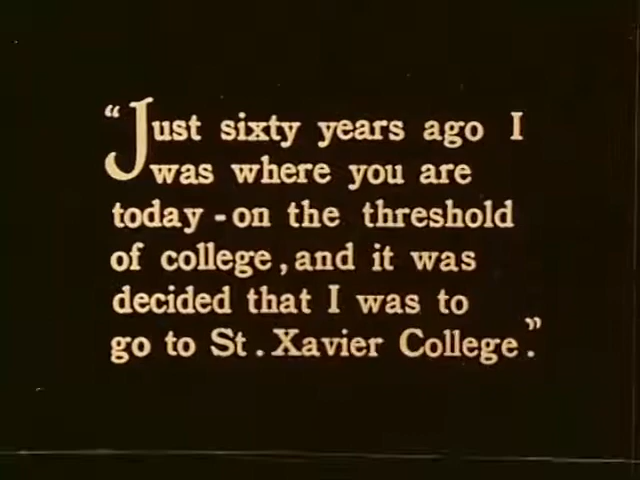 "Just sixty years ago I
was where you are
today - on the threshold
of college, and it was
decided that I was to
go to St. Xavier College."